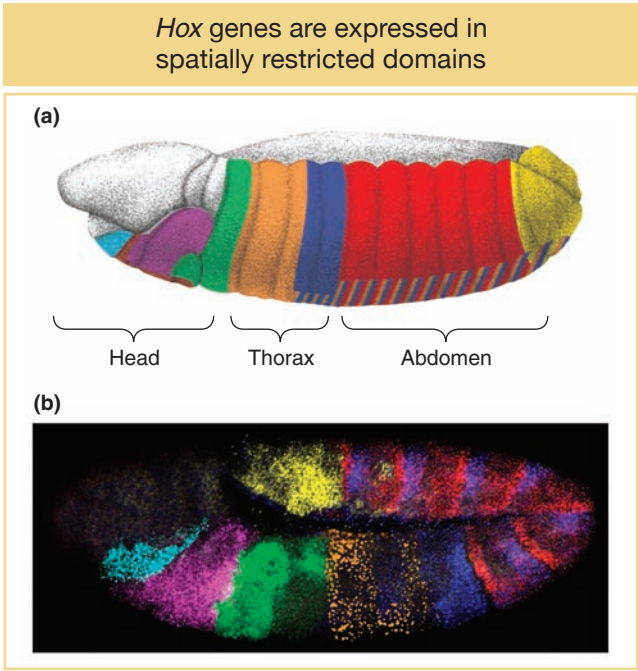 Hox genes are expressed in
spatially restricted domains
(a)
Head
Thorax
Abdomen
(b)